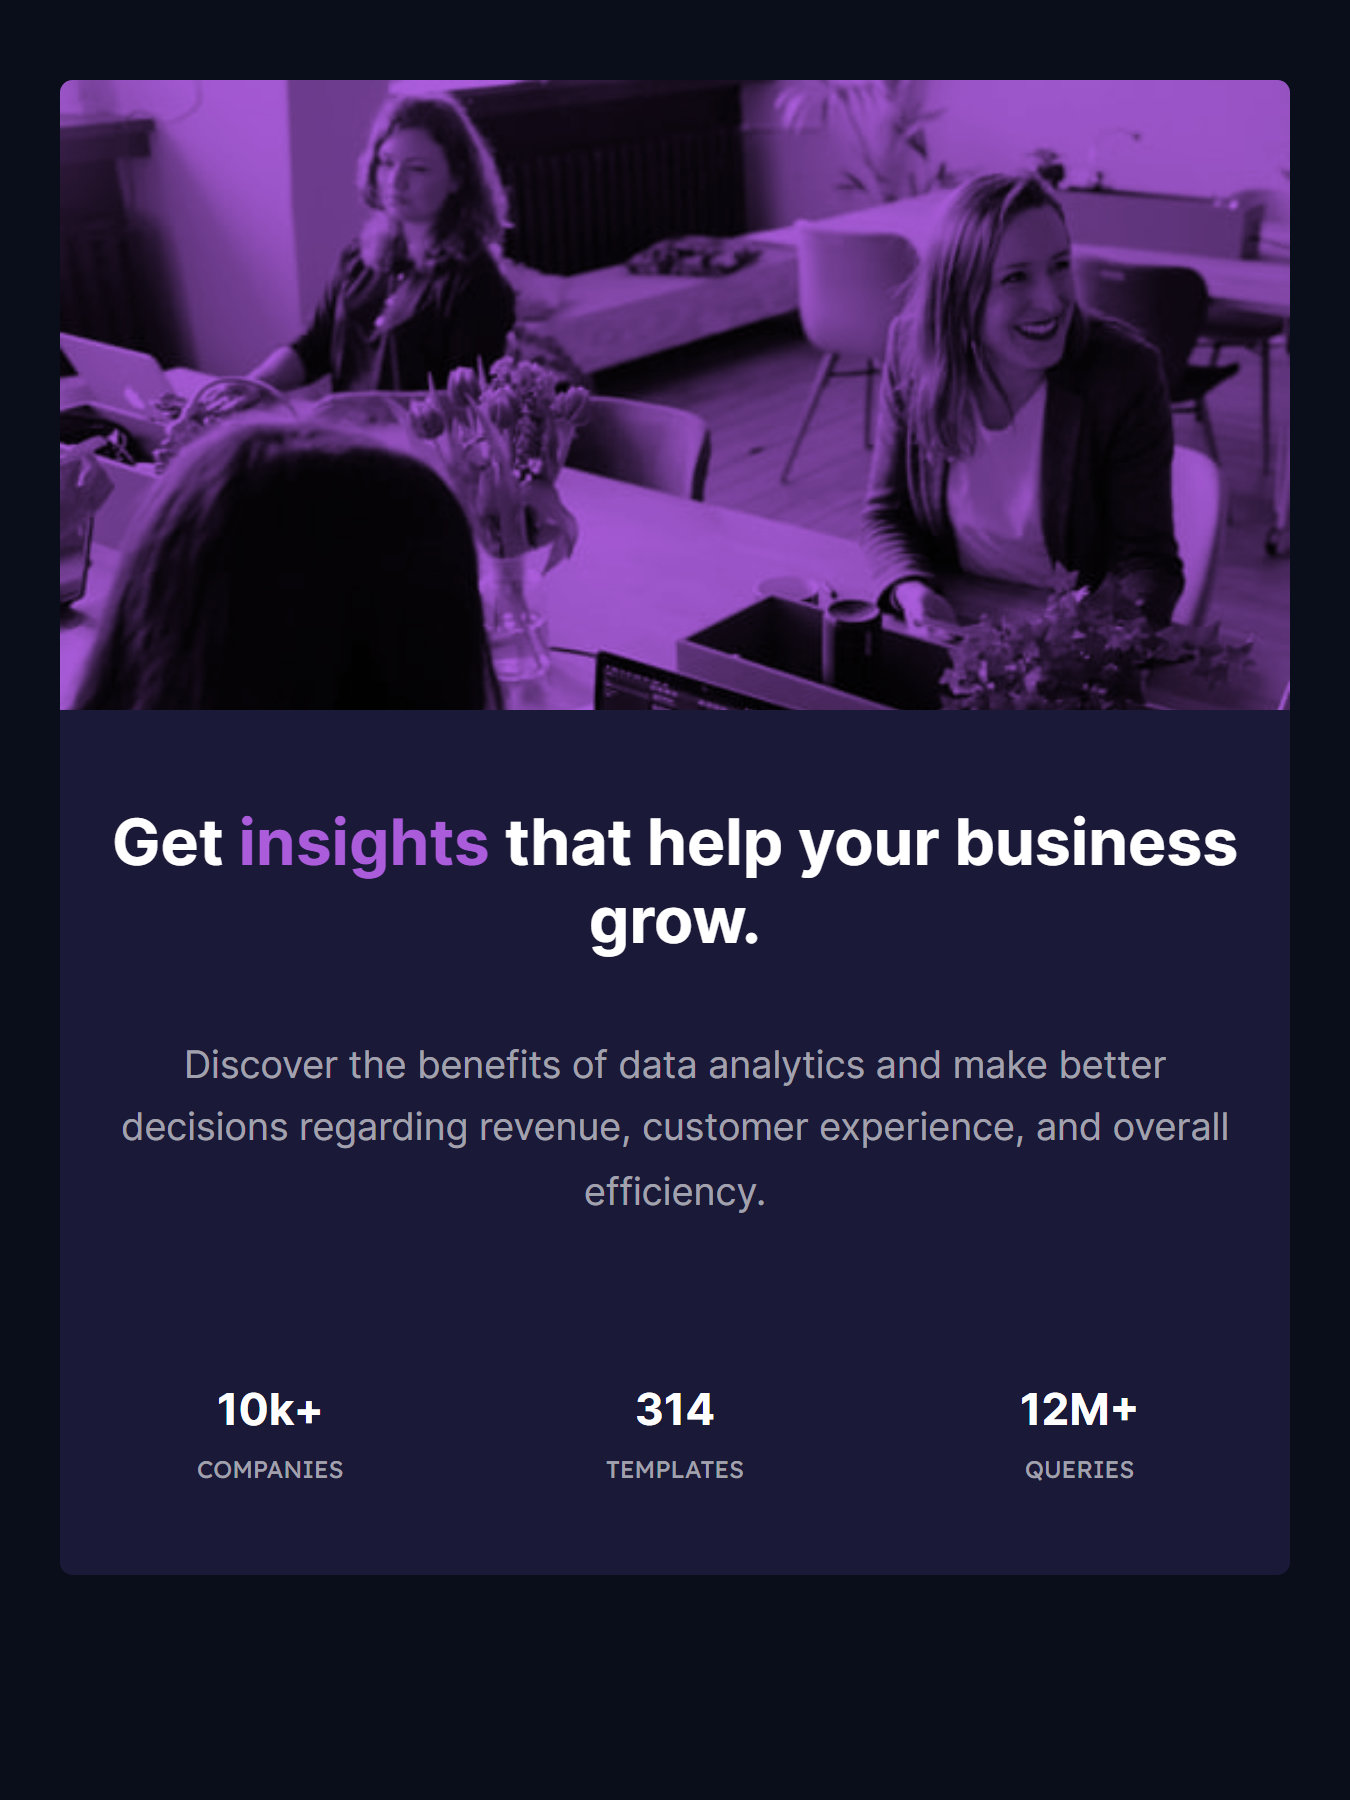 Get insights that help your business
grow.
Discover the benefits of data analytics and make better
decisions regarding revenue, customer experience, and overall
efficiency.
10k+ 314 12M+
COMPANIES TEMPLATES QUERIES